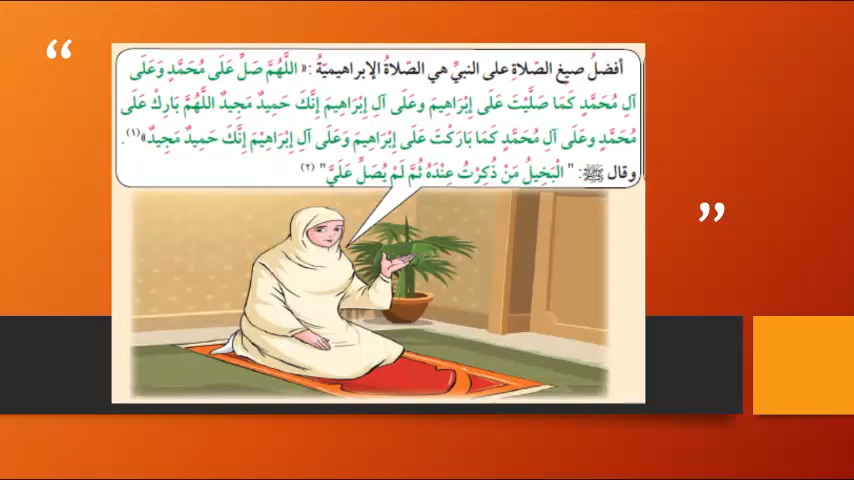 “
أفضلُ صيغِ الصّلاةِ على النبيِّ هي الصّلاةُ الإبراهيميّةُ :« اللَّهُمَّ صَلِّ عَلَى مُحَمَّدٍ وَعَلَى
آلِ مُحَمَّدٍ كَمَا صَلَّيْتَ عَلَى إِبْرَاهِيمَ وعَلَى آلِ إِبْرَاهِيمَ إِنَّكَ حَمِيدٌ مَجِيدٌ اللَّهُمَّ بَارِكْ عَلَى
مُحَمَّدٍ وعَلَى آلِ مُحَمَّدٍ كَمَا بَارَكْتَ عَلَى إِبْرَاهِيمَ وَعَلَى آلِ إِبْرَاهِيْمَ إِنَّكَ حَمِيدٌ مَجِيدٌ»(١).
وقال ﷺ: " الْبَخِيلُ مَنْ ذُكِرْتُ عِنْدَهُ ثُمَّ لَمْ يُصَلِّ عَلَيَّ" (٢)
”